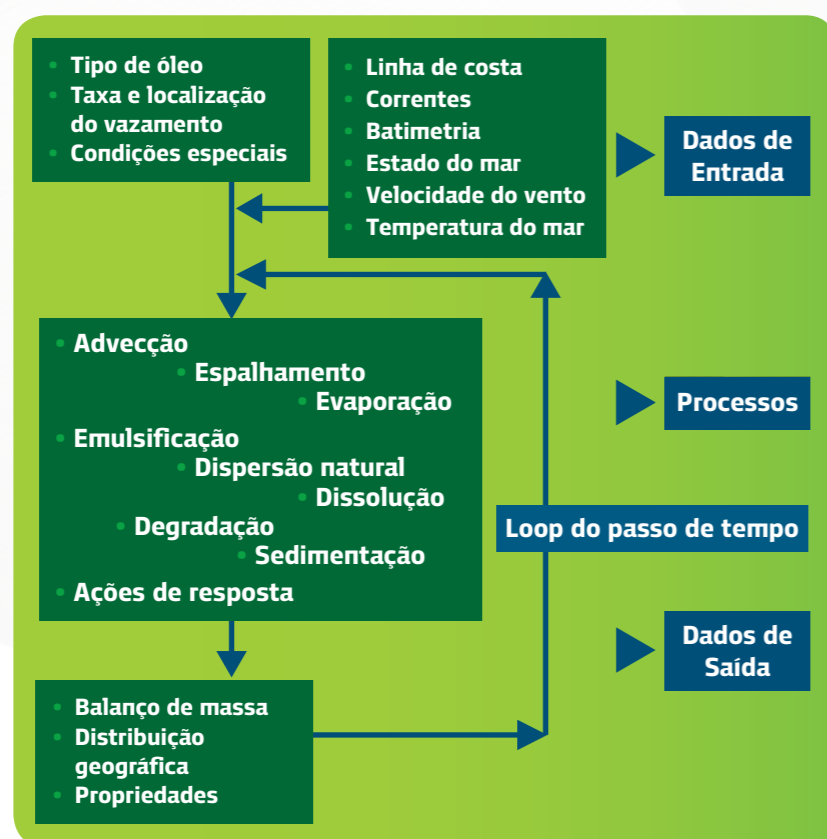 • Tipo de óleo
• Taxa e localização
do vazamento
• Condições especiais
• Linha de costa
• Correntes
• Batimetria
• Estado do mar
• Velocidade do vento
• Temperatura do mar
Dados de
Entrada
• Advecção
• Espalhamento
• Evaporação
• Emulsificação
• Dispersão natural
• Dissolução
• Degradação
• Sedimentação
• Ações de resposta
Processos
Loop do passo de tempo
• Balanço de massa
• Distribuição
geográfica
• Propriedades
Dados de
Saída